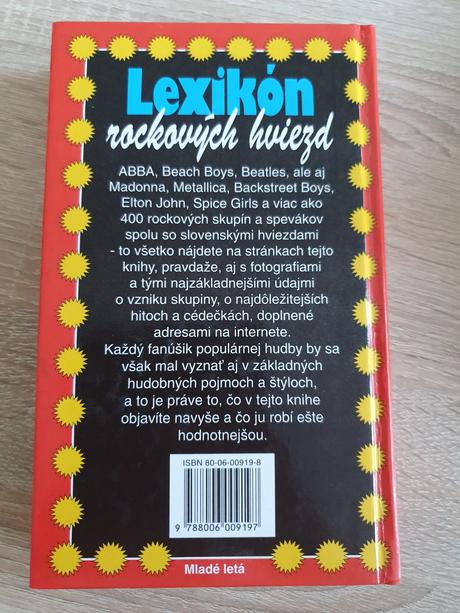 Lexikón
rockových hviezd
ABBA, Beach Boys, Beatles, ale aj
Madonna, Metallica, Backstreet Boys,
Elton John, Spice Girls a viac ako
400 rockových skupín a spevákov
spolu so slovenskými hviezdami
- to všetko nájdete na stránkach tejto
knihy, pravdaže, aj s fotografiami
a tými najzákladnejšími údajmi
o vzniku skupiny, o najdôležitejších
hitoch a cédečkách, doplnené
adresami na internete.
Každý fanúšik populárnej hudby by sa
však mal vyznať aj v základných
hudobných pojmoch a štýloch,
a to je práve to, čo v tejto knihe
objavíte navyše a čo ju robí ešte
hodnotnejšou.
ISBN 80-06-00919-8
9 788006 009197
Mladé letá